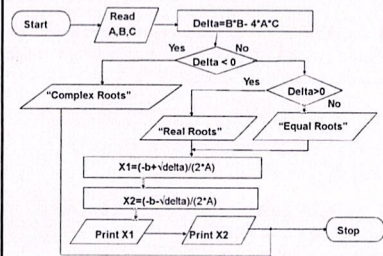 Start
Read
A,B,C
Delta=B*B- 4*A*C
Yes
No
Delta < 0
"Complex Roots"
Yes
Delta>0
No
"Real Roots"
"Equal Roots"
X1=(-b+√delta)/(2*A)
X2=(-b-√delta)/(2*A)
Print X1
Print X2
Stop